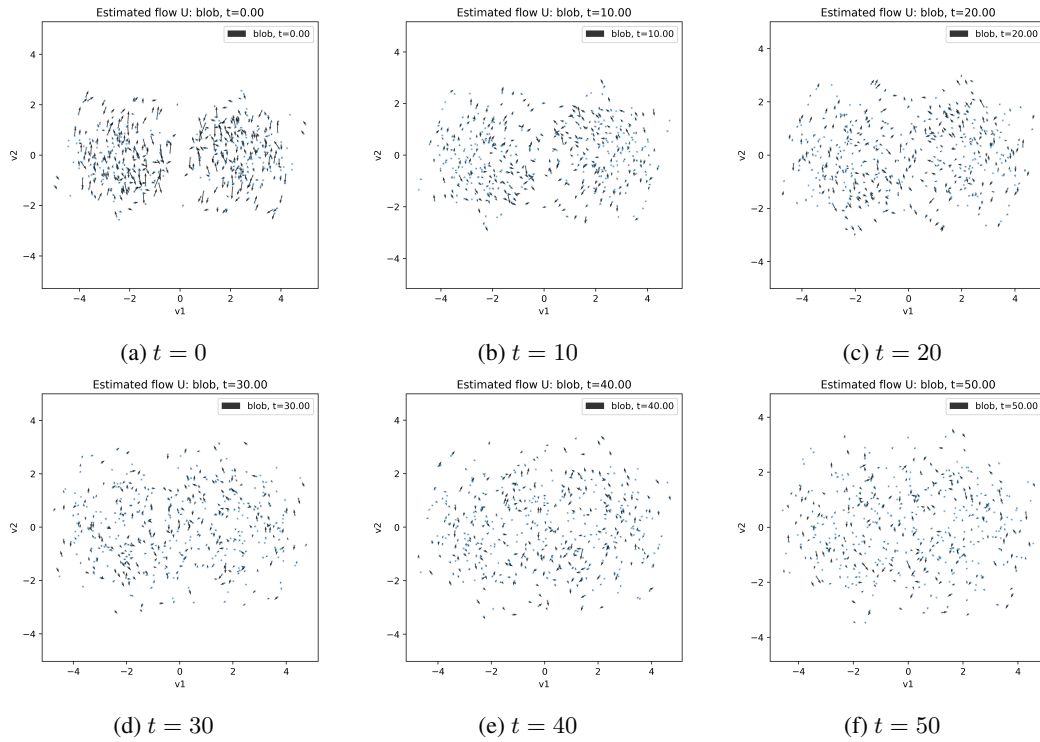 Estimated flow U: blob, t=0.00
blob, t=0.00
4
2
0
−2
−4
v2
−4 −2 0 2 4
v1
(a) t = 0
Estimated flow U: blob, t=10.00
blob, t=10.00
4
2
0
−2
−4
v2
−4 −2 0 2 4
v1
(b) t = 10
Estimated flow U: blob, t=20.00
blob, t=20.00
4
2
0
−2
−4
v2
−4 −2 0 2 4
v1
(c) t = 20
Estimated flow U: blob, t=30.00
blob, t=30.00
4
2
0
−2
−4
v2
−4 −2 0 2 4
v1
(d) t = 30
Estimated flow U: blob, t=40.00
blob, t=40.00
4
2
0
−2
−4
v2
−4 −2 0 2 4
v1
(e) t = 40
Estimated flow U: blob, t=50.00
blob, t=50.00
4
2
0
−2
−4
v2
−4 −2 0 2 4
v1
(f) t = 50